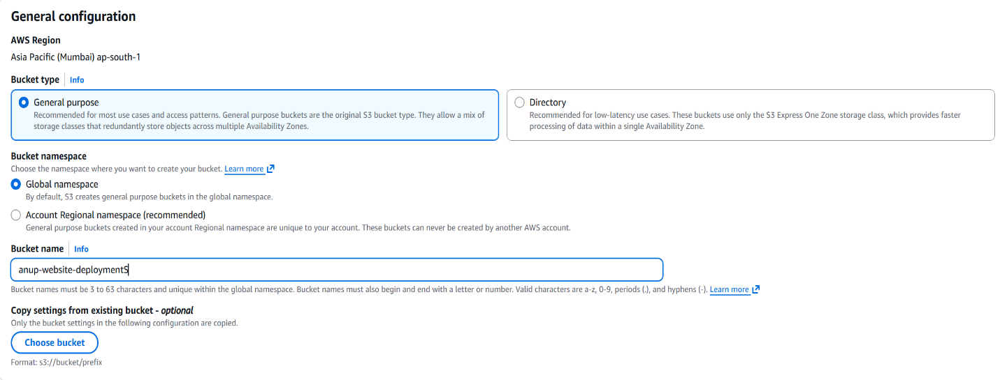 General configuration
AWS Region
Asia Pacific (Mumbai) ap-south-1
Bucket type Info
General purpose
Recommended for most use cases and access patterns. General purpose buckets are the original S3 bucket type. They allow a mix of
storage classes that redundantly store objects across multiple Availability Zones.
Directory
Recommended for low-latency use cases. These buckets use only the S3 Express One Zone storage class, which provides faster
processing of data within a single Availability Zone.
Bucket namespace
Choose the namespace where you want to create your bucket. Learn more
Global namespace
By default, S3 creates general purpose buckets in the global namespace.
Account Regional namespace (recommended)
General purpose buckets created in your account Regional namespace are unique to your account. These buckets can never be created by another AWS account.
Bucket name Info
anup-website-deploymentS
Bucket names must be 3 to 63 characters and unique within the global namespace. Bucket names must also begin and end with a letter or number. Valid characters are a-z, 0-9, periods (.), and hyphens (-). Learn more
Copy settings from existing bucket - optional
Only the bucket settings in the following configuration are copied.
Choose bucket
Format: s3://bucket/prefix